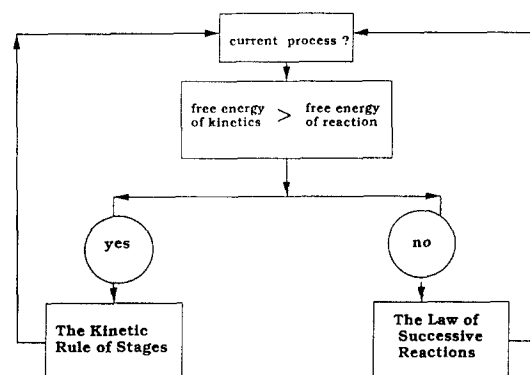 current process ?
free energy > free energy
of kinetics of reaction
yes
no
The Kinetic
Rule of Stages
The Law of
Successive
Reactions